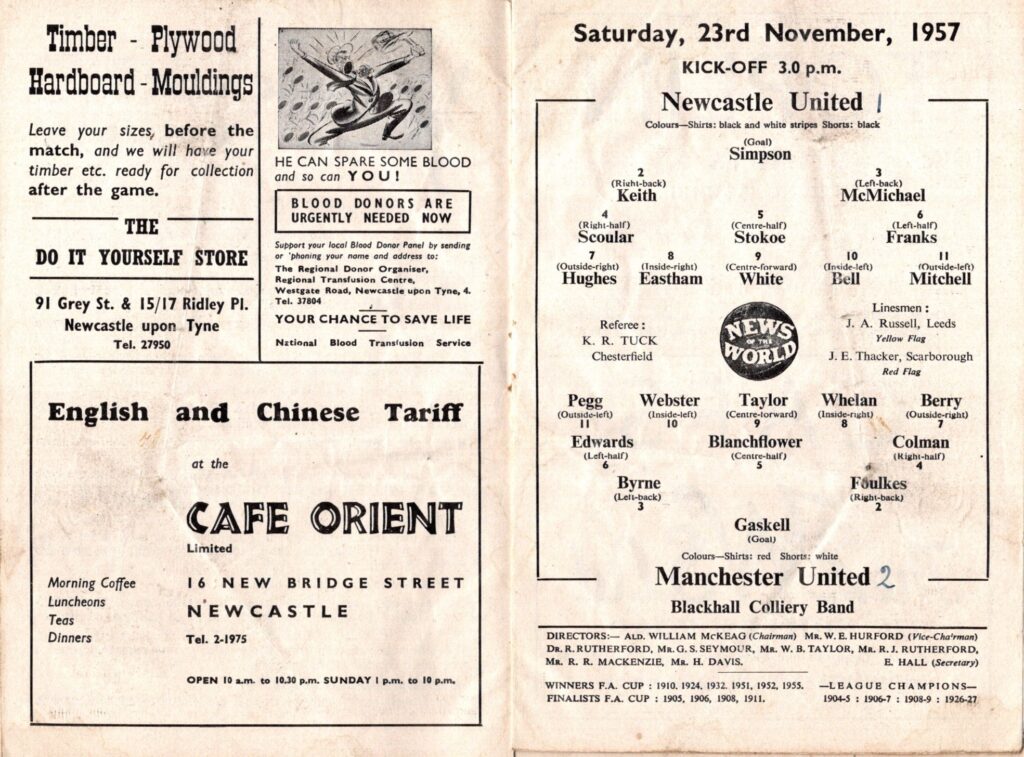 Timber - Plywood
Hardboard - Mouldings
Leave your sizes, before the
match, and we will have your
timber etc. ready for collection
after the game.
THE
DO IT YOURSELF STORE
91 Grey St. & 15/17 Ridley Pl.
Newcastle upon Tyne
Tel. 27950
HE CAN SPARE SOME BLOOD
and so can YOU!
BLOOD DONORS ARE
URGENTLY NEEDED NOW
Support your local Blood Donor Panel by sending
or 'phoning your name and address to:
The Regional Donor Organiser,
Regional Transfusion Centre,
Westgate Road, Newcastle upon Tyne, 4.
Tel. 37804
YOUR CHANCE TO SAVE LIFE
National Blood Transfusion Service
English and Chinese Tariff
at the
CAFE ORIENT
Limited
Morning Coffee
Luncheons
Teas
Dinners
16 NEW BRIDGE STREET
NEWCASTLE
Tel. 2-1975
OPEN 10 a.m. to 10.30 p.m. SUNDAY 1 p.m. to 10 p.m.
Saturday, 23rd November, 1957
KICK-OFF 3.0 p.m.
Newcastle United 1
Colours—Shirts: black and white stripes Shorts: black
(Goal)
Simpson
2 3
(Right-back) (Left-back)
Keith McMichael
4 5 6
(Right-half) (Centre-half) (Left-half)
Scoular Stokoe Franks
7 8 9 10 11
(Outside-right) (Inside-right) (Centre-forward) (Inside-left) (Outside-left)
Hughes Eastham White Bell Mitchell
Referee :
K. R. TUCK
Chesterfield
NEWS
OF THE
WORLD
Linesmen :
J. A. Russell, Leeds
Yellow Flag
J. E. Thacker, Scarborough
Red Flag
Pegg Webster Taylor Whelan Berry
(Outside-left) (Inside-left) (Centre-forward) (Inside-right) (Outside-right)
11 10 9 8 7
Edwards Blanchflower Colman
(Left-half) (Centre-half) (Right-half)
6 5 4
Byrne Foulkes
(Left-back) (Right-back)
3 2
Gaskell
(Goal)
Colours—Shirts: red Shorts: white
Manchester United 2
Blackhall Colliery Band
DIRECTORS:— ALD. WILLIAM McKEAG (Chairman) MR. W. E. HURFORD (Vice-Chairman)
DR. R. RUTHERFORD, MR. G. S. SEYMOUR, MR. W. B. TAYLOR, MR. R. J. RUTHERFORD,
MR. R. R. MACKENZIE, MR. H. DAVIS. E. HALL (Secretary)
WINNERS F.A. CUP : 1910. 1924, 1932. 1951, 1952, 1955.
FINALISTS F.A. CUP : 1905, 1906, 1908, 1911.
—LEAGUE CHAMPIONS—
1904-5 : 1906-7 : 1908-9 : 1926-27